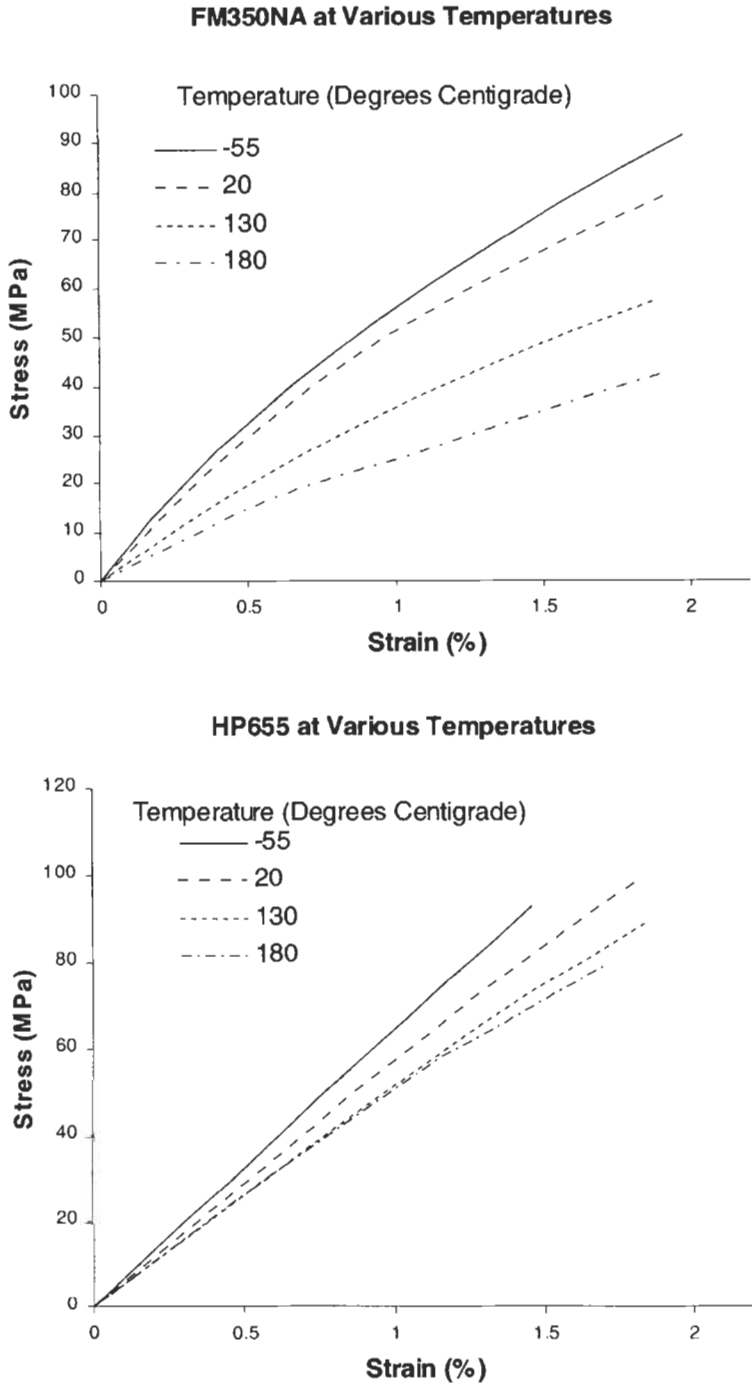 FM350NA at Various Temperatures
Temperature (Degrees Centigrade)
-55
20
130
180
Stress (MPa)
100
90
80
70
60
50
40
30
20
10
0
0 0.5 1 1.5 2
Strain (%)
HP655 at Various Temperatures
Temperature (Degrees Centigrade)
-55
20
130
180
Stress (MPa)
120
100
80
60
40
20
0
0 0.5 1 1.5 2
Strain (%)